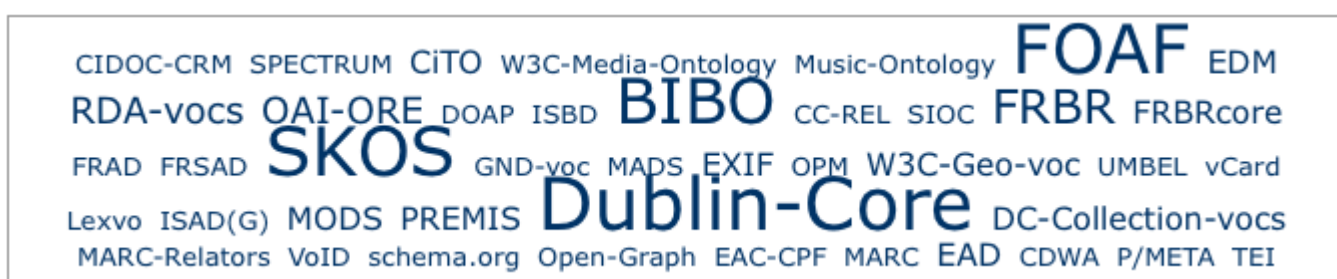 CIDOC-CRM SPECTRUM CiTO W3C-Media-Ontology Music-Ontology FOAF EDM
RDA-vocs OAI-ORE DOAP ISBD BIBO CC-REL SIOC FRBR FRBRcore
FRAD FRSAD SKOS GND-voc MADS EXIF OPM W3C-Geo-voc UMBEL vCard
Lexvo ISAD(G) MODS PREMIS Dublin-Core DC-Collection-vocs
MARC-Relators VoID schema.org Open-Graph EAC-CPF MARC EAD CDWA P/META TEI